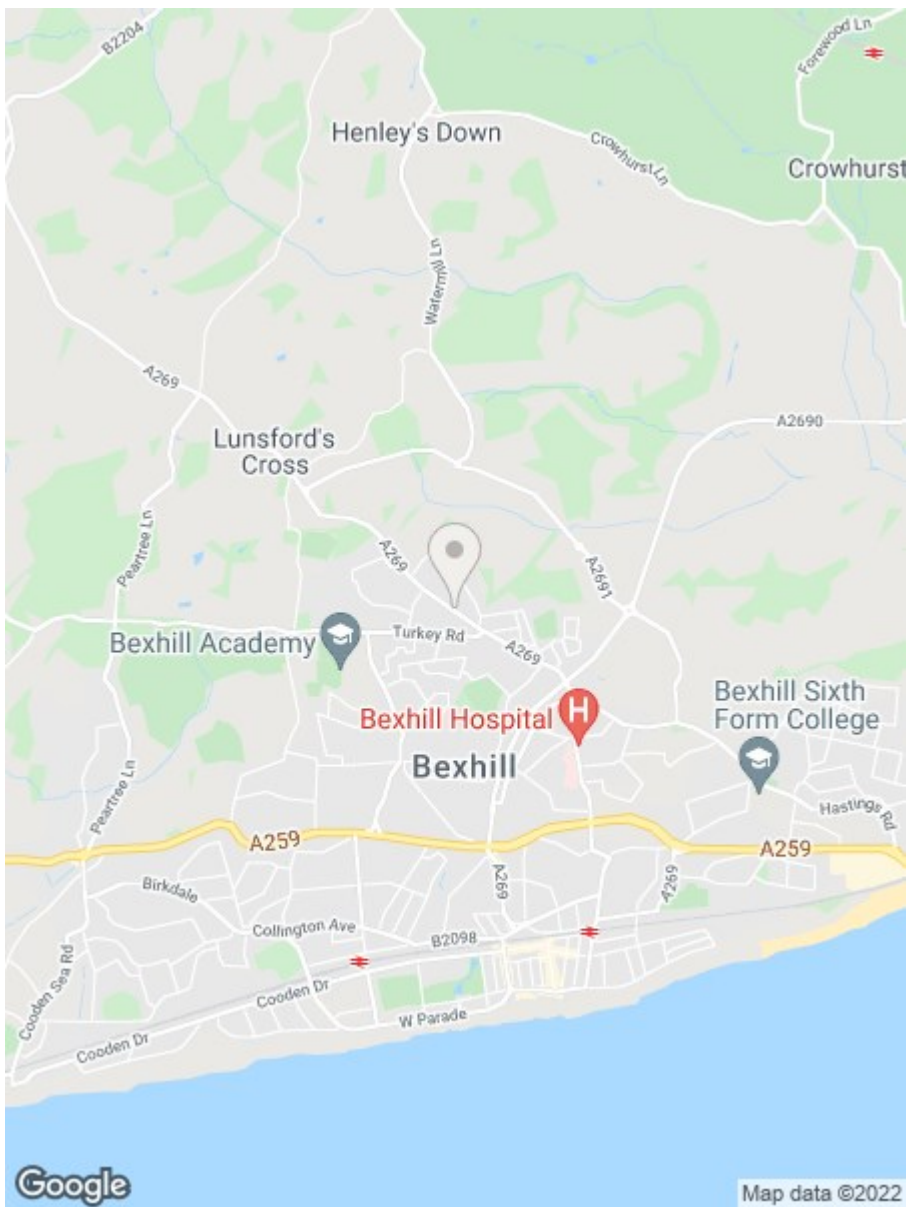 B2204
Forewood Ln
Henley's Down
Crowhurst Ln
Crowhurst
Watermill Ln
A269
A2690
Lunsford's
Cross
Peartree Ln
A269
A2691
Turkey Rd
Bexhill Academy
A269
Bexhill Sixth
Form College
Bexhill Hospital
H
Bexhill
Peartree Ln
Hastings Rd
A259
A259
Birkdale
A269
A269
Collington Ave
B2098
Cooden Sea Rd
Cooden Dr
W Parade
Cooden Dr
Google
Map data ©2022